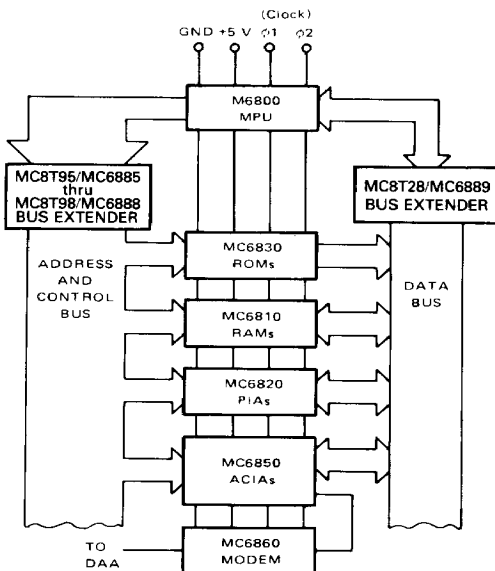 (Clock)
GND +5 V φ1 φ2
M6800
MPU
MC8T95/MC6885
thru
MC8T98/MC6888
BUS EXTENDER
MC8T28/MC6889
BUS EXTENDER
ADDRESS
AND
CONTROL
BUS
MC6830
ROMs
DATA
BUS
MC6810
RAMs
MC6820
PIAs
MC6850
ACIAs
TO
DAA
MC6860
MODEM